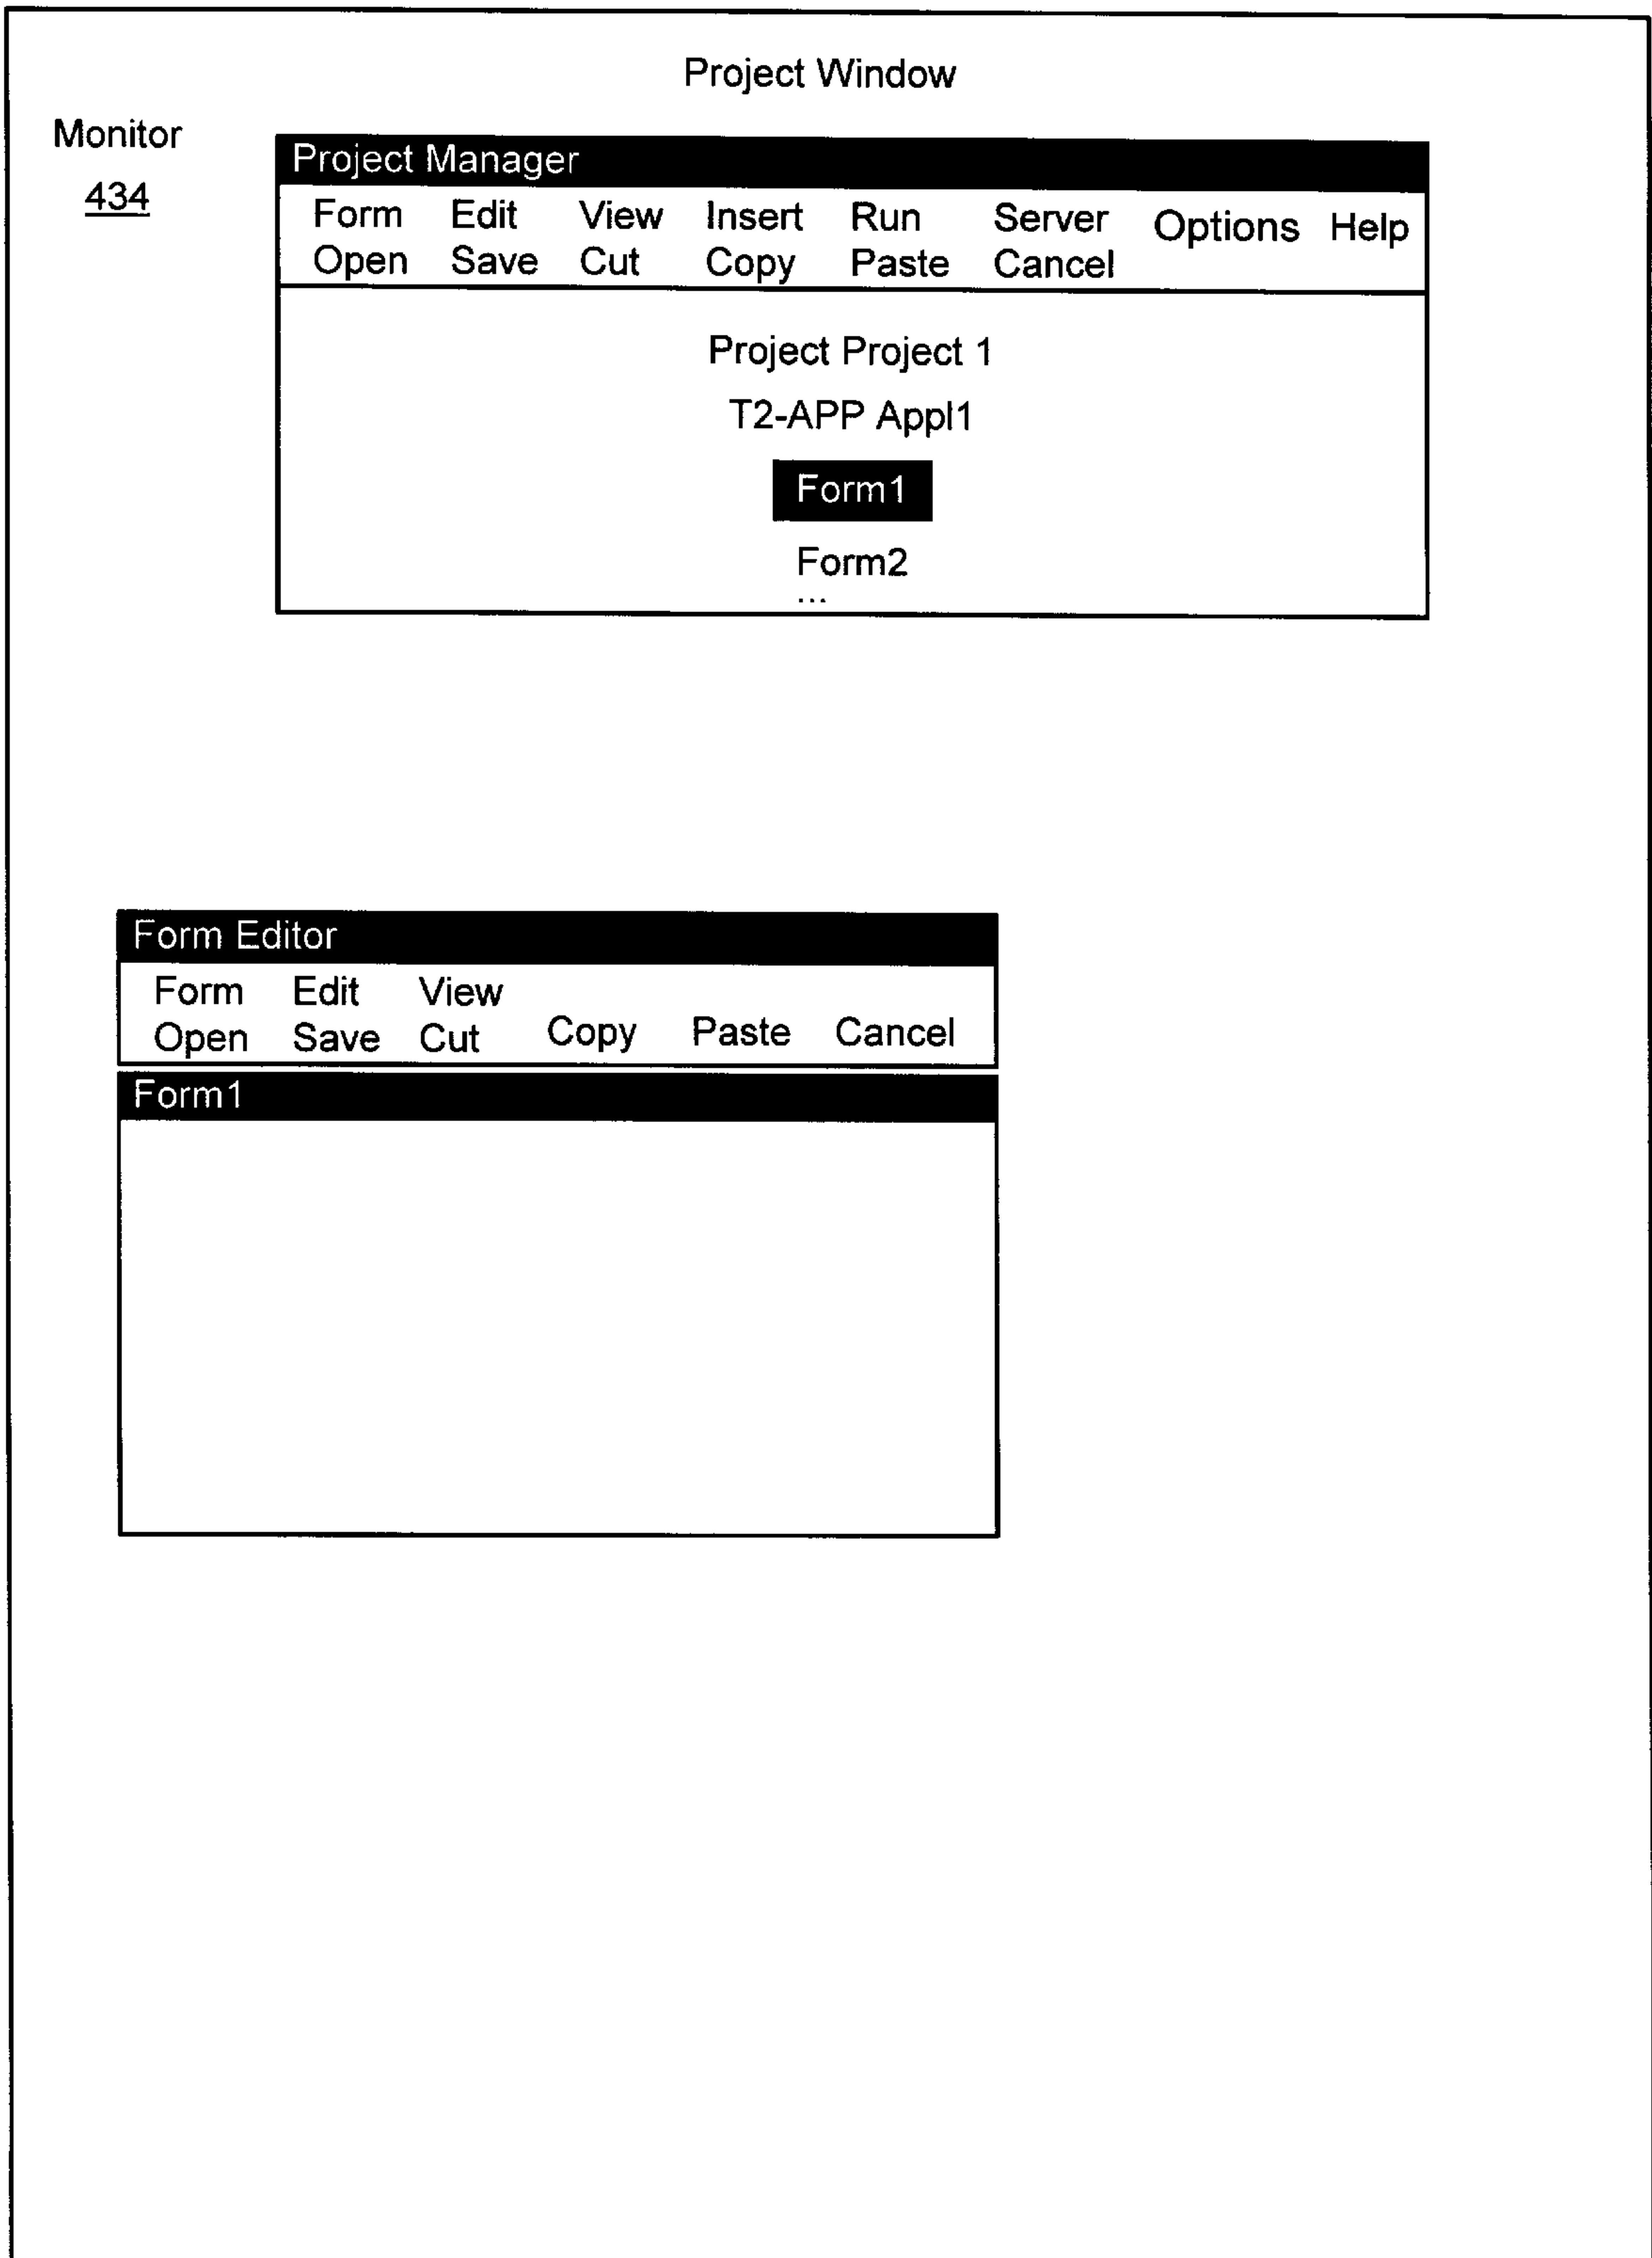 Project Window
Monitor
434
Project Manager
Form Edit View Insert Run Server Options Help
Open Save Cut Copy Paste Cancel
Project Project 1
T2-APP Appl1
Form1
Form2
...
Form Editor
Form Edit View
Open Save Cut Copy Paste Cancel
Form1